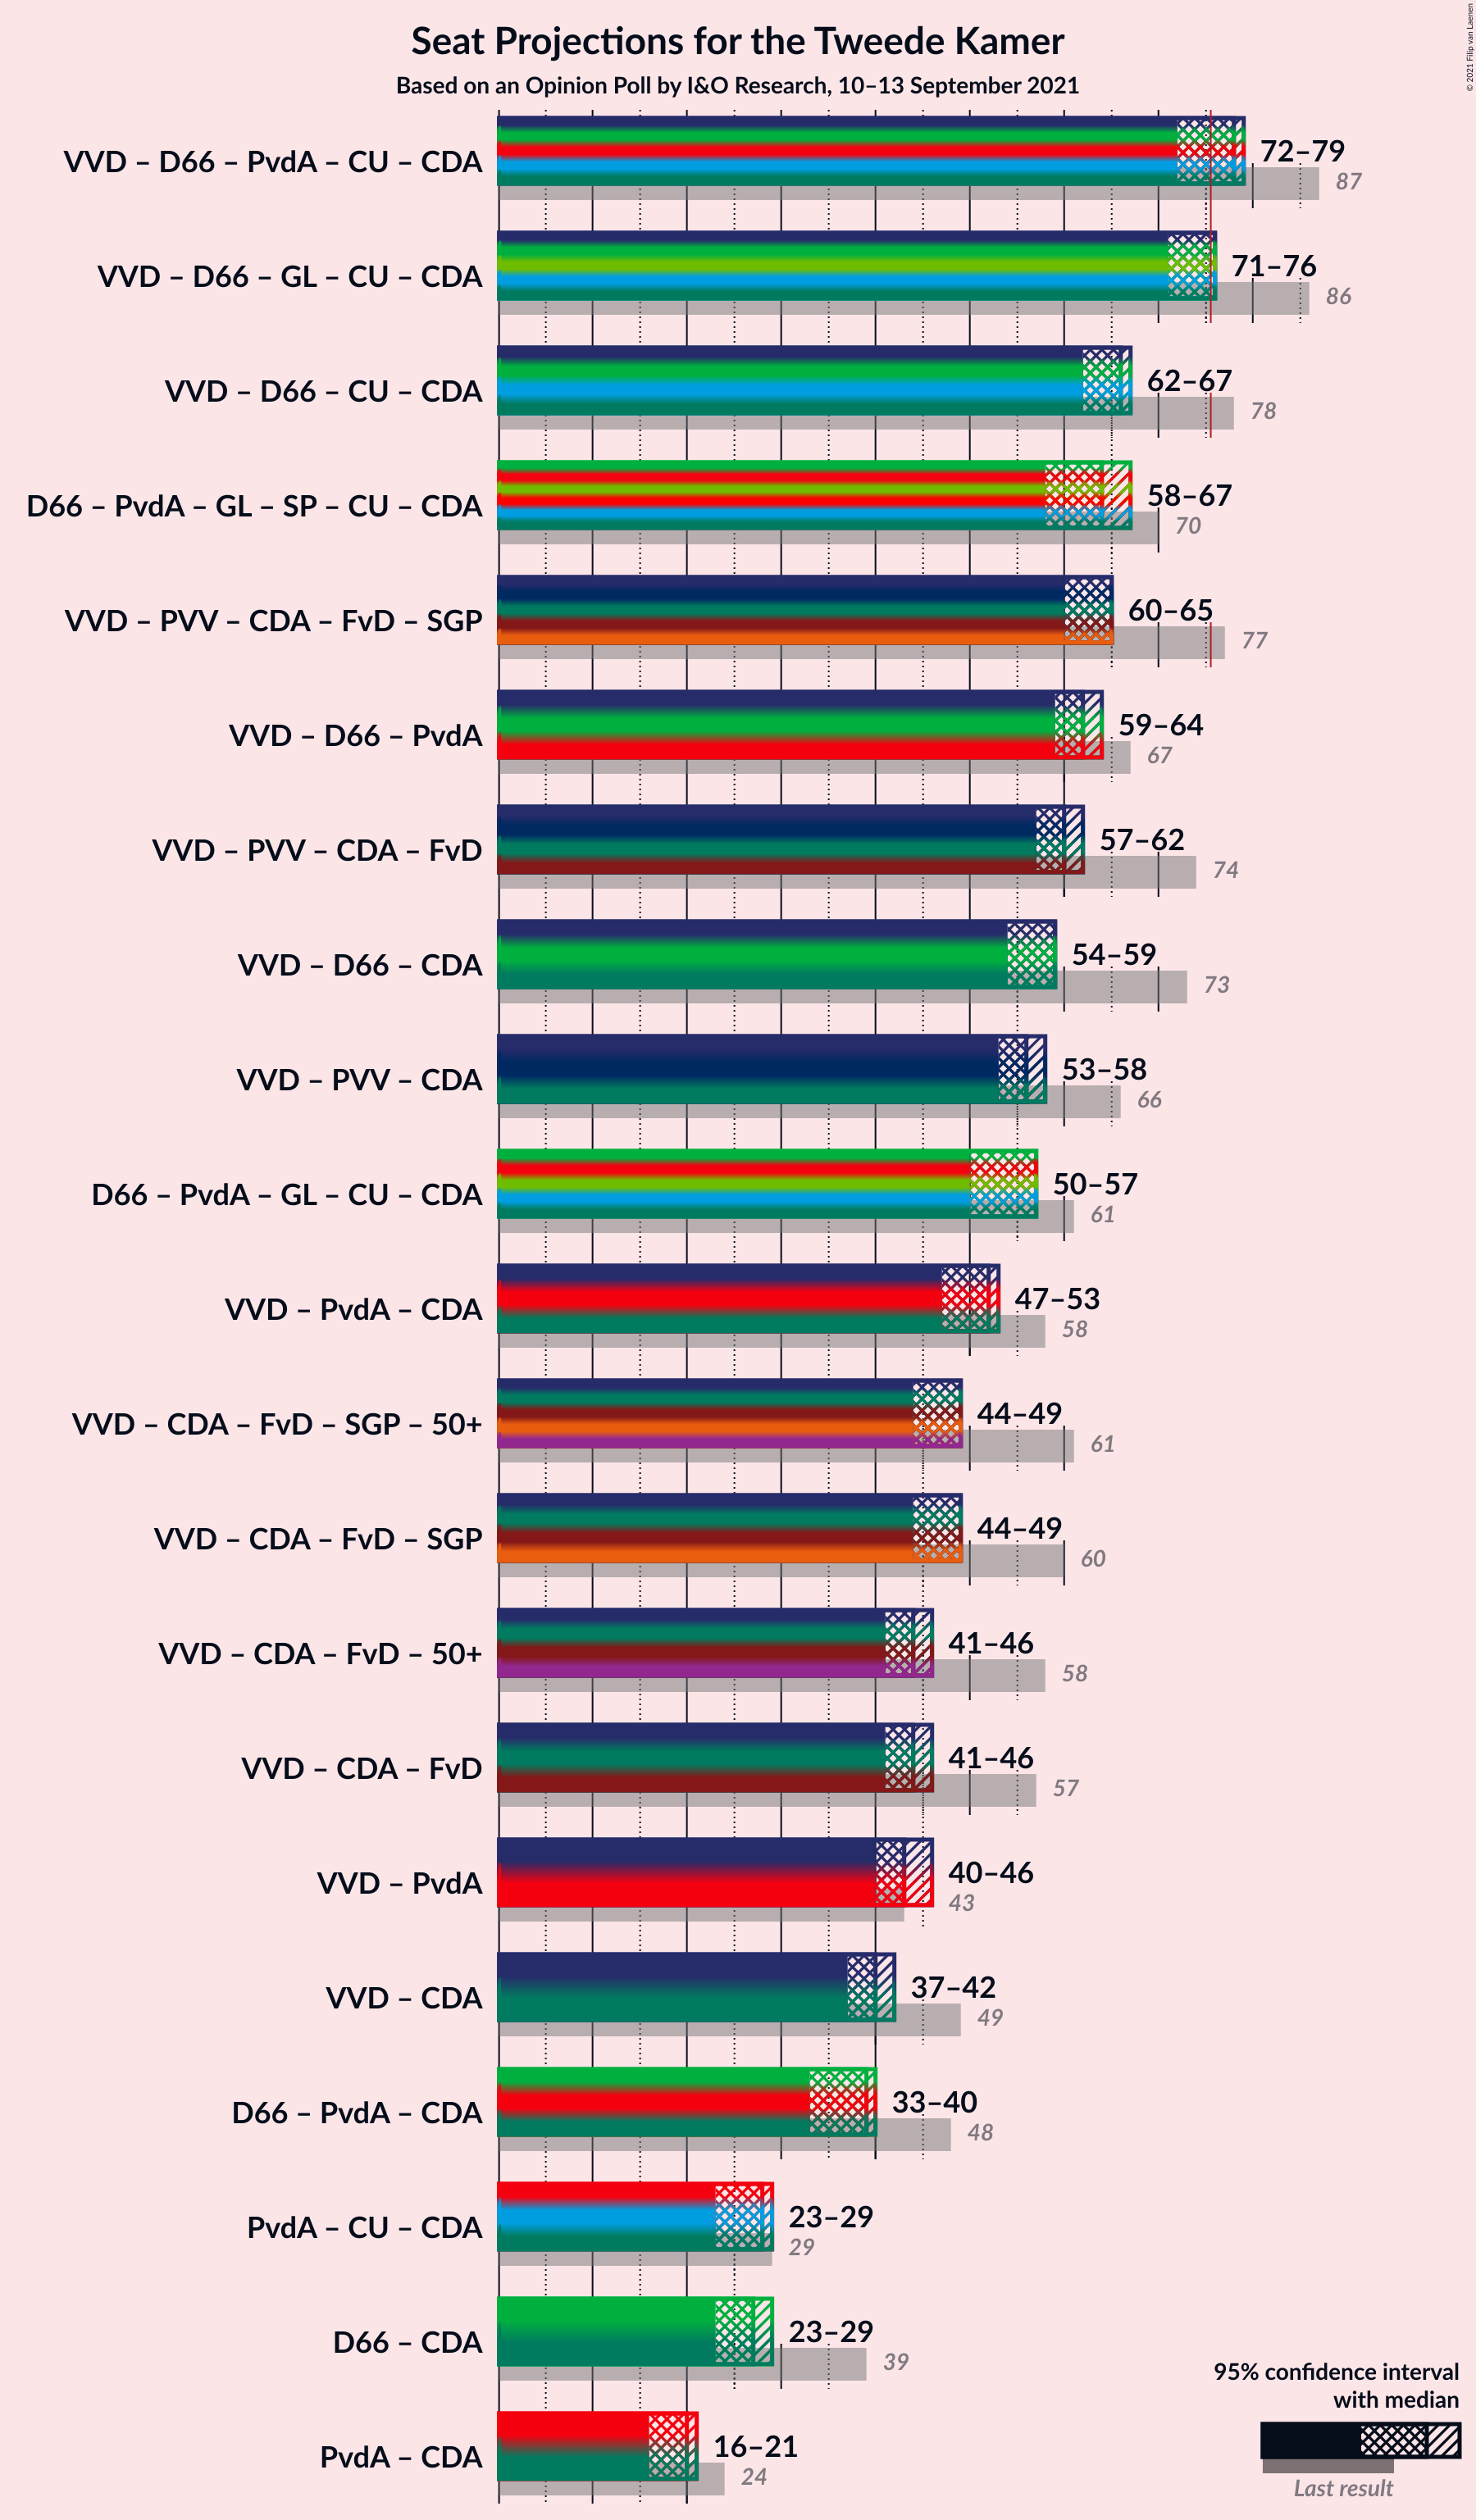 Seat Projections for the Tweede Kamer
Based on an Opinion Poll by I&O Research, 10–13 September 2021
© 2021 Filip van Laenen
VVD – D66 – PvdA – CU – CDA
72–79
87
VVD – D66 – GL – CU – CDA
71–76
86
VVD – D66 – CU – CDA
62–67
78
D66 – PvdA – GL – SP – CU – CDA
58–67
70
VVD – PVV – CDA – FvD – SGP
60–65
77
VVD – D66 – PvdA
59–64
67
VVD – PVV – CDA – FvD
57–62
74
VVD – D66 – CDA
54–59
73
VVD – PVV – CDA
53–58
66
D66 – PvdA – GL – CU – CDA
50–57
61
VVD – PvdA – CDA
47–53
58
VVD – CDA – FvD – SGP – 50+
44–49
61
VVD – CDA – FvD – SGP
44–49
60
VVD – CDA – FvD – 50+
41–46
58
VVD – CDA – FvD
41–46
57
VVD – PvdA
40–46
43
VVD – CDA
37–42
49
D66 – PvdA – CDA
33–40
48
PvdA – CU – CDA
23–29
29
D66 – CDA
23–29
39
PvdA – CDA
16–21
24
95% confidence interval
with median
Last result